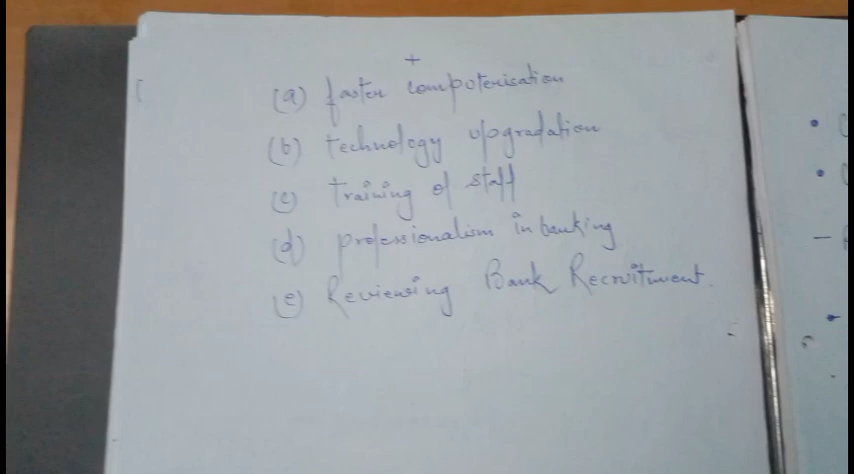 +
(a) faster computerisation
(b) technology upgradation
(c) training of staff
(d) professionalism in banking
(e) Reviewing Bank Recruitment.